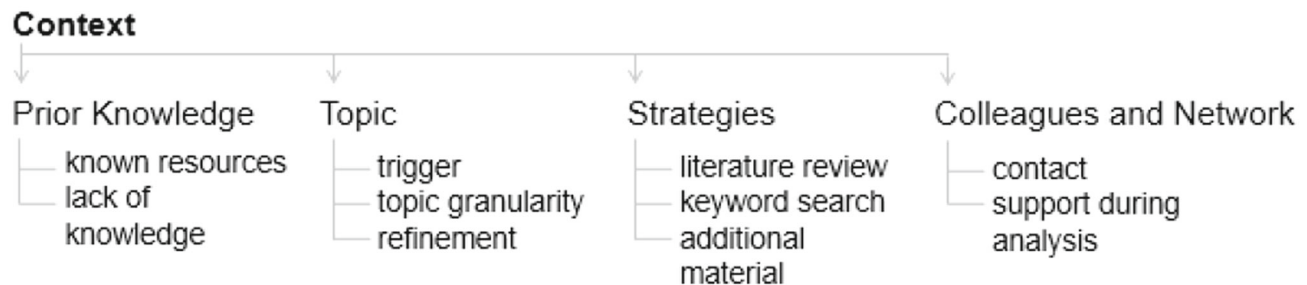 Context
Prior Knowledge
known resources
lack of
knowledge
Topic
trigger
topic granularity
refinement
Strategies
literature review
keyword search
additional
material
Colleagues and Network
contact
support during
analysis